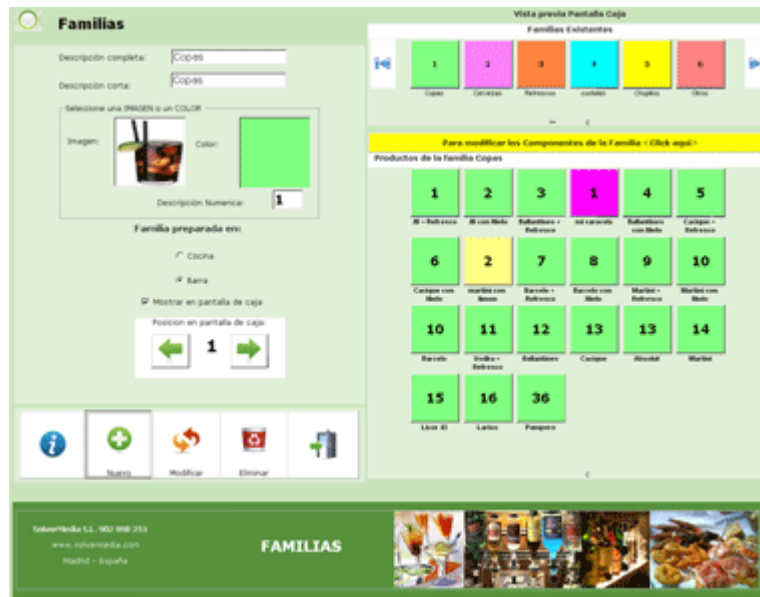 Familias
Descripción completa: Copas
Descripción corta: Copas
Seleccione una IMAGEN o un COLOR
Imagen: Color:
Descripción Numerica: 1
Familia preparada en:
Cocina
Barra
Mostrar en pantalla de caja
Posicion en pantalla de caja:
1
Nuevo Modificar Eliminar
Vista previa Pantalla Caja
Familias Existentes
1 2 3 4 5 6
Copas Cervezas Refrescos cocteles Chupitos Otros
Para modificar los Componentes de la Familia <Click aqui>
Productos de la familia Copas
1 2 3 1 4 5
JB + Refresco JB con Hielo Ballantines + Refresco mi caracola Ballantines con Hielo Cacique + Refresco
6 2 7 8 9 10
Cacique con Hielo martini con limon Barcelo + Refresco Barcelo con Hielo Martini + Refresco Martini con Hielo
10 11 12 13 13 14
Barcelo Vodka + Refresco Ballantines Cacique Absolut Martini
15 16 36
Licor 43 Larios Pampero
SolverMedia S.L. 902 998 253
www.solvermedia.com
Madrid - España
FAMILIAS